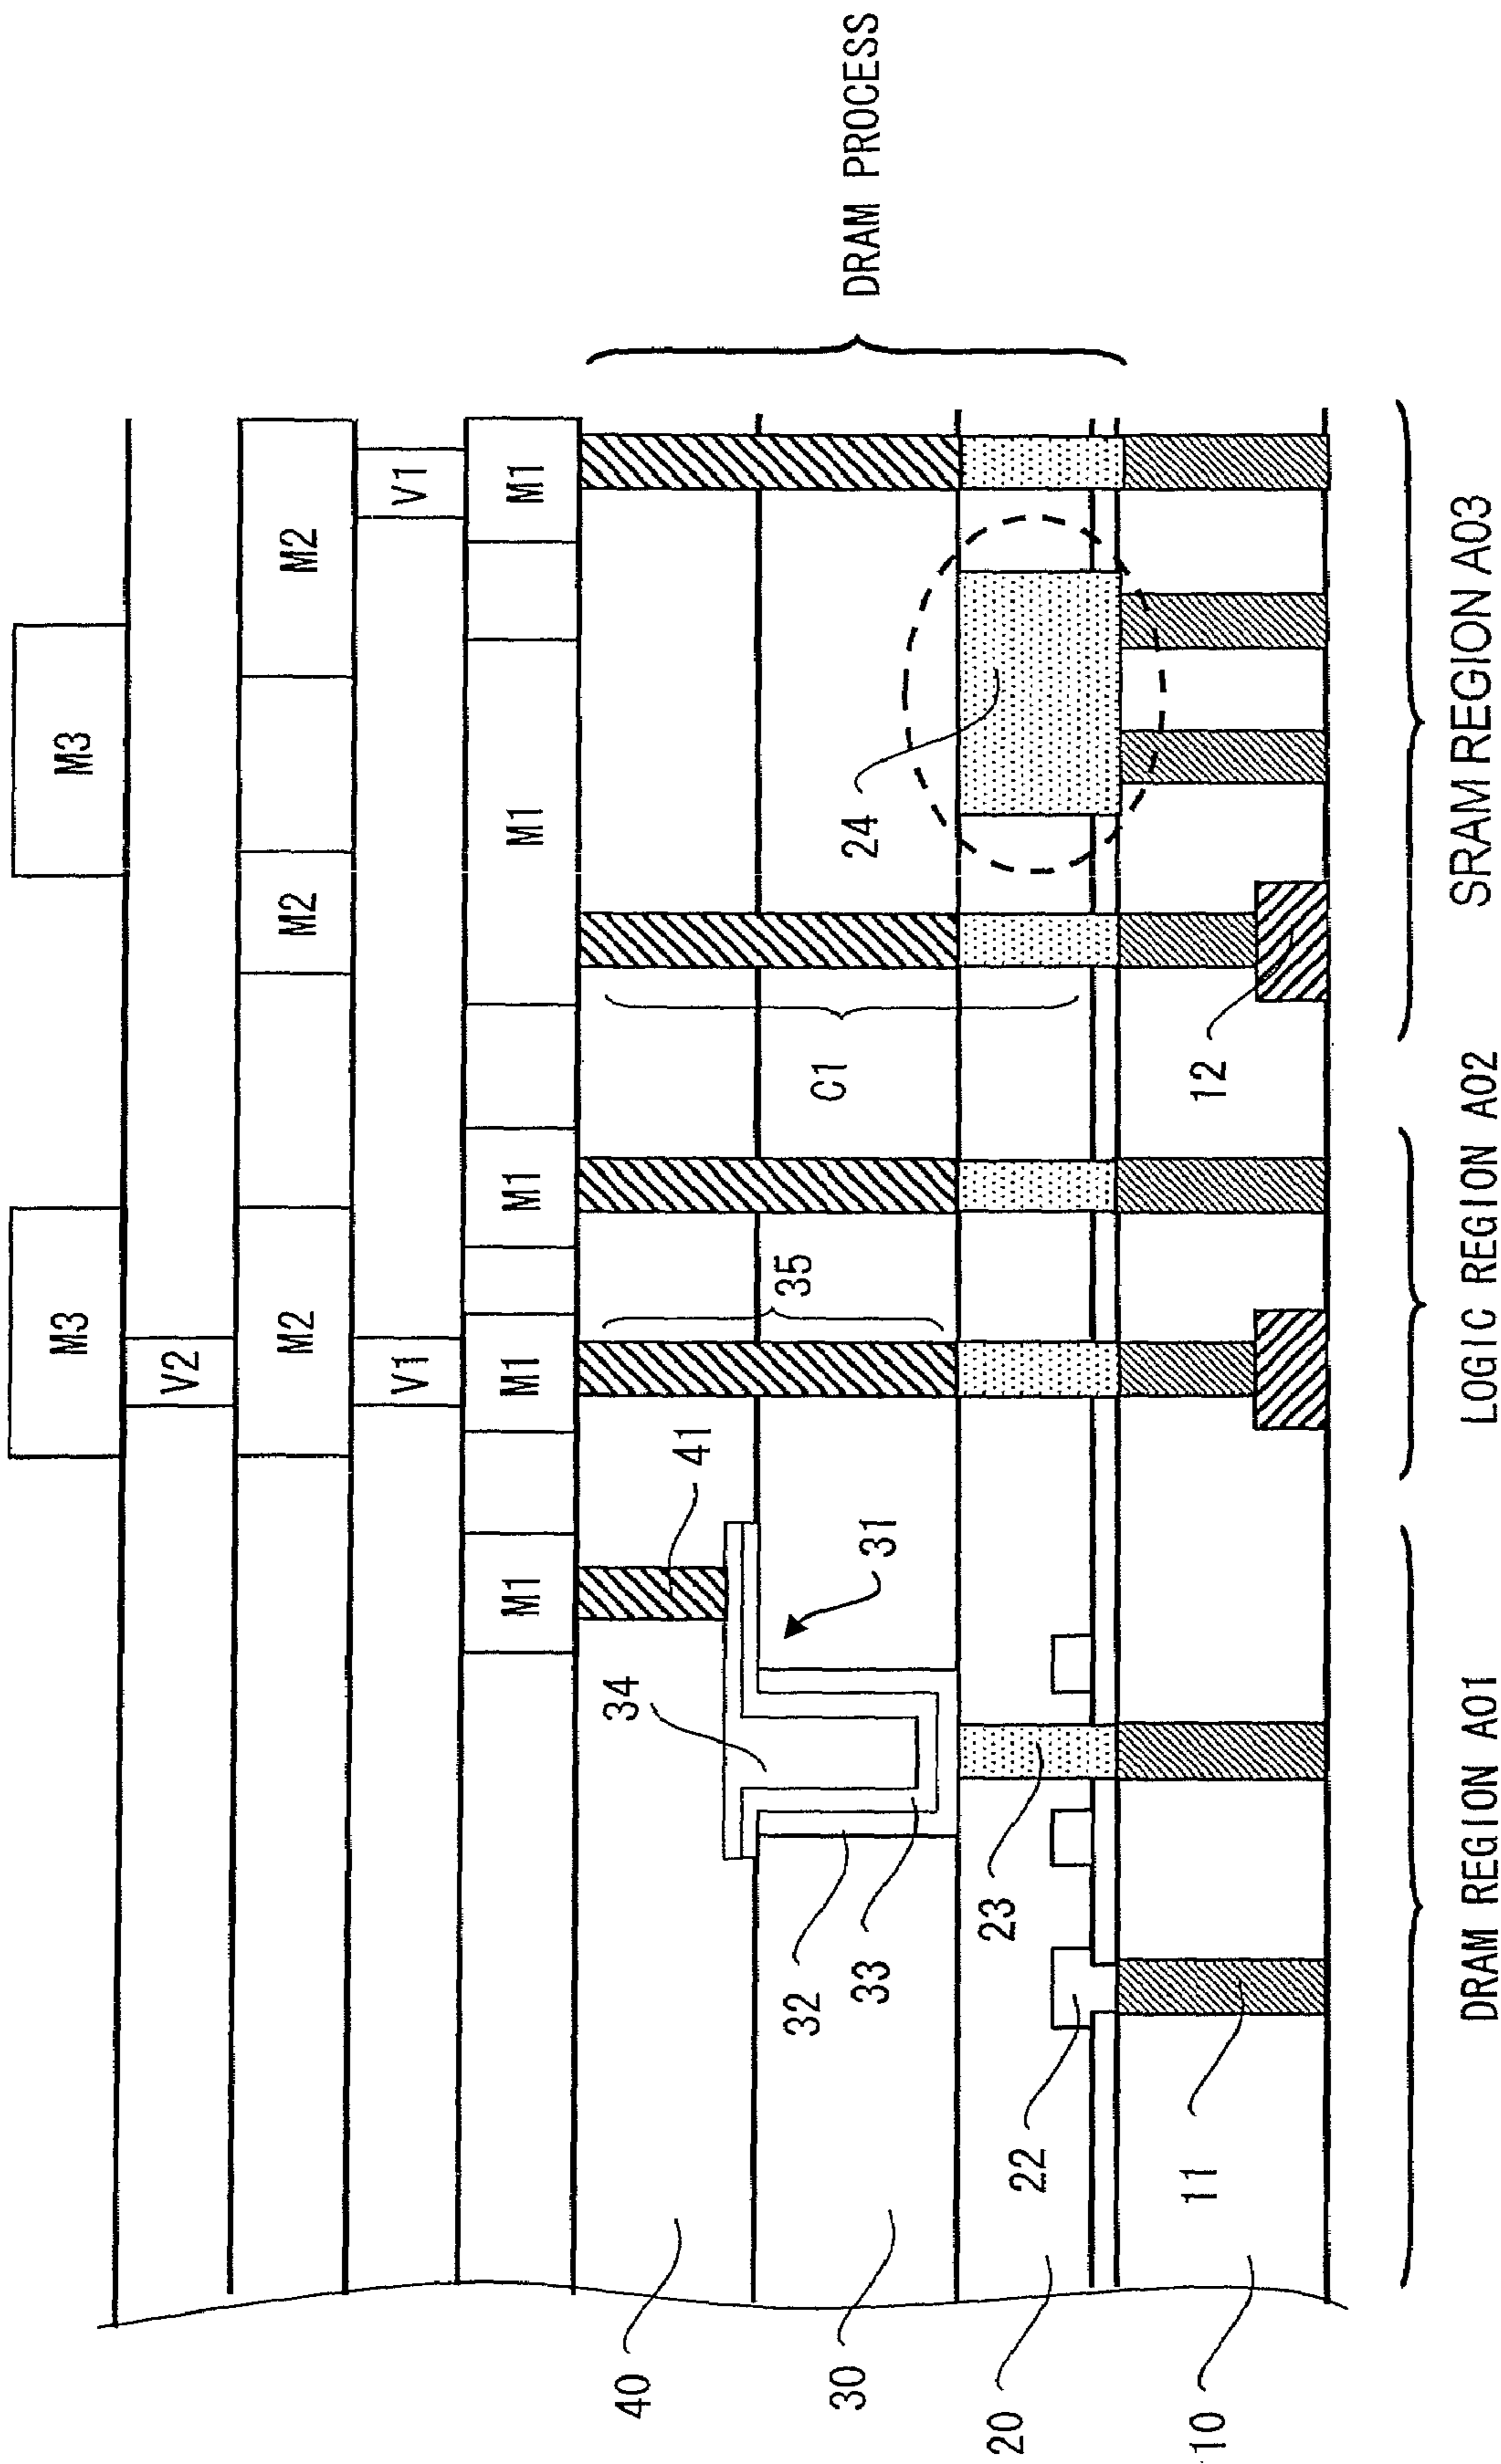 M3
M3
V2
M2
M2
M2
V1
V1
M1
M1
M1
M1
M1
40
34
41
35
C1
24
DRAM PROCESS
30
32
33
31
20
22
23
10
11
12
DRAM REGION A01
LOGIC REGION A02
SRAM REGION A03